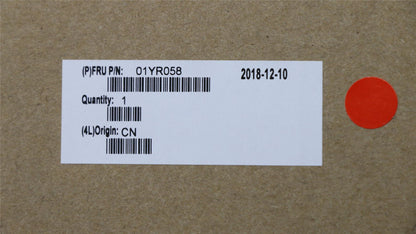 (P)FRU P/N: 01YR058 2018-12-10
Quantity: 1
(4L)Origin: CN